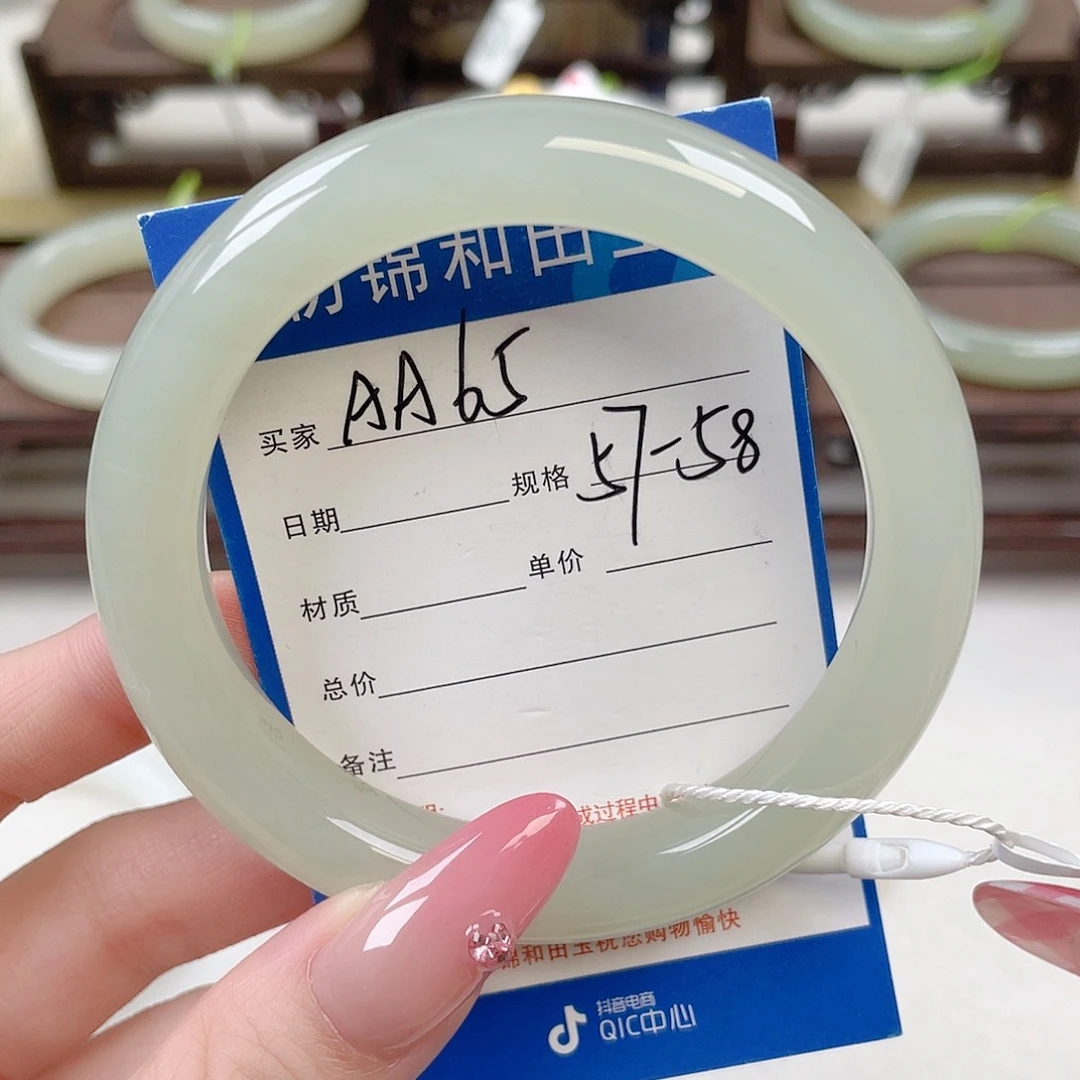 锦和田玉
买家 AA65
日期 规格 57-58
材质 单价
总价
备注
成过程中
锦和田玉祝您购物愉快
抖音电商
QIC中心